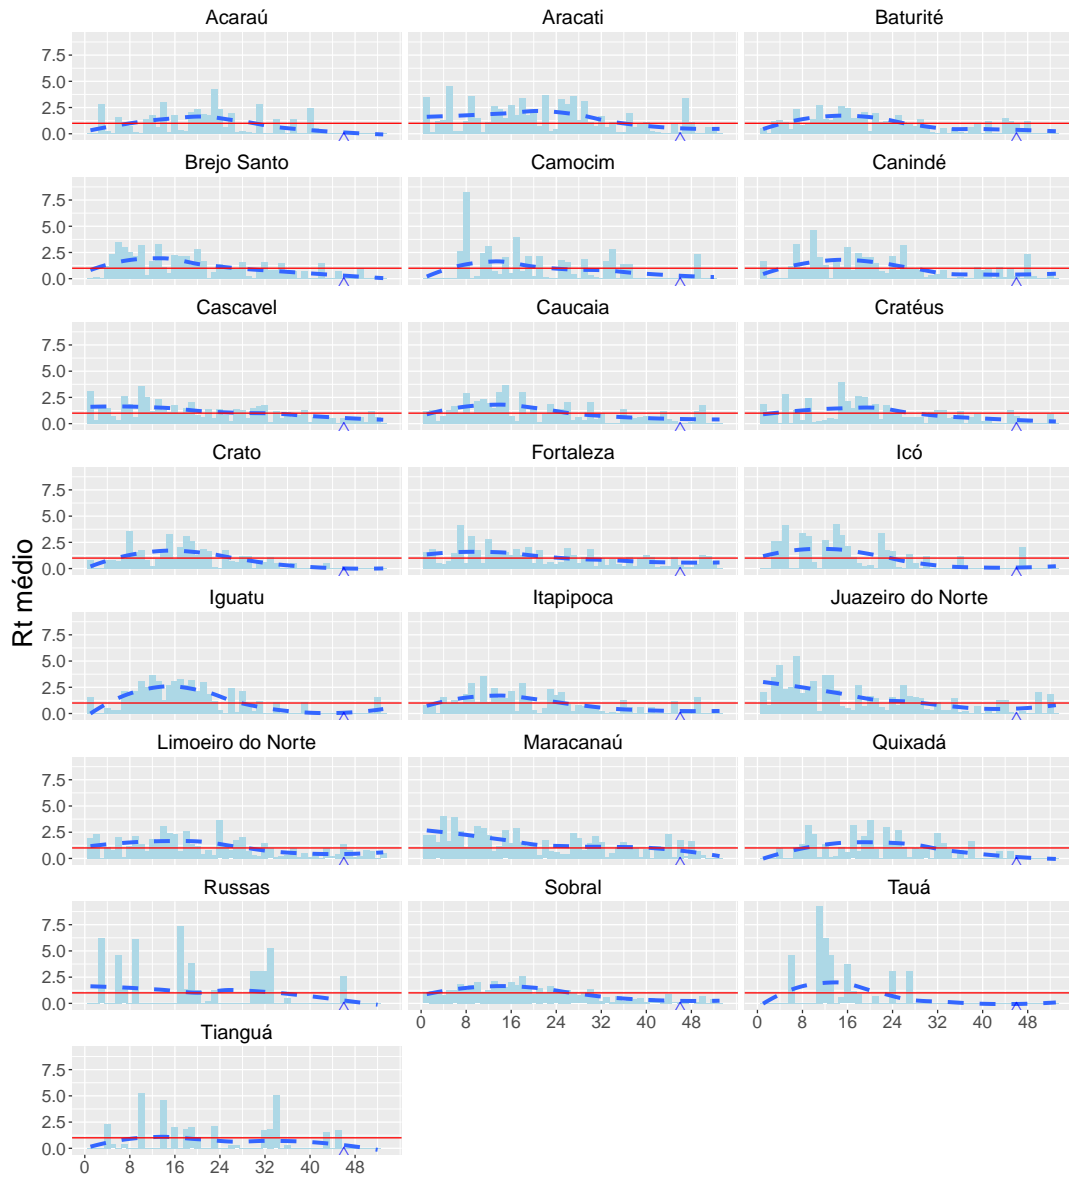 Acaraú Aracati Baturité
7.5
5.0
2.5
0.0
Brejo Santo Camocim Canindé
7.5
5.0
2.5
0.0
Cascavel Caucaia Cratéus
7.5
5.0
2.5
0.0
Crato Fortaleza Icó
7.5
5.0
2.5
0.0
Rt médio
Iguatu Itapipoca Juazeiro do Norte
7.5
5.0
2.5
0.0
Limoeiro do Norte Maracanaú Quixadá
7.5
5.0
2.5
0.0
Russas Sobral Tauá
7.5
5.0
2.5
0.0
0 8 16 24 32 40 48 0 8 16 24 32 40 48
Tianguá
7.5
5.0
2.5
0.0
0 8 16 24 32 40 48